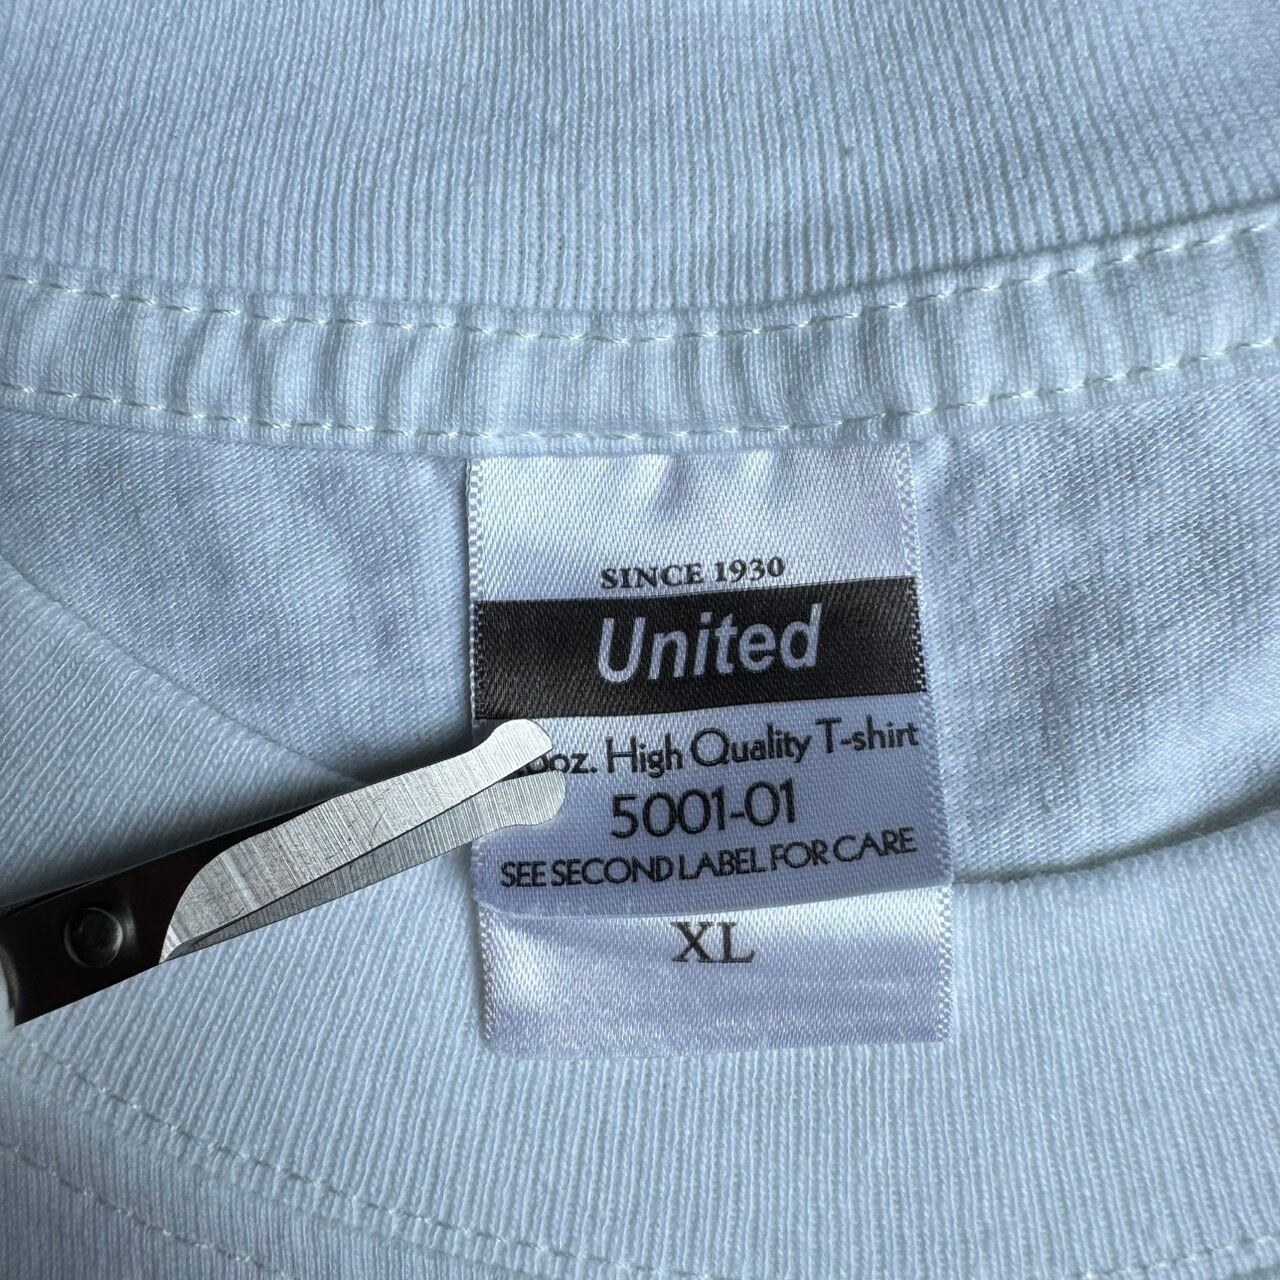 SINCE 1930
United
oz. High Quality T-shirt
5001-01
SEE SECOND LABEL FOR CARE
XL